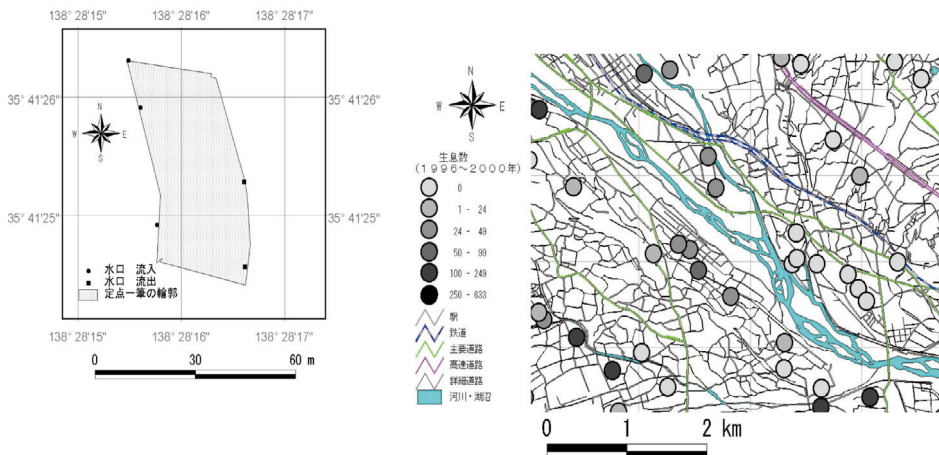 138° 28'15" 138° 28'16" 138° 28'17"
35° 41'26" 35° 41'26"
N
W E
S
35° 41'25" 35° 41'25"
水口 流入
水口 流出
定点一筆の輪郭
138° 28'15" 138° 28'16" 138° 28'17"
0 30 60 m
N
W E
S
生息数
(1996～2000年)
0
1 - 24
24 - 49
50 - 99
100 - 249
250 - 633
駅
鉄道
主要道路
高速道路
詳細道路
河川・湖沼
0 1 2 km